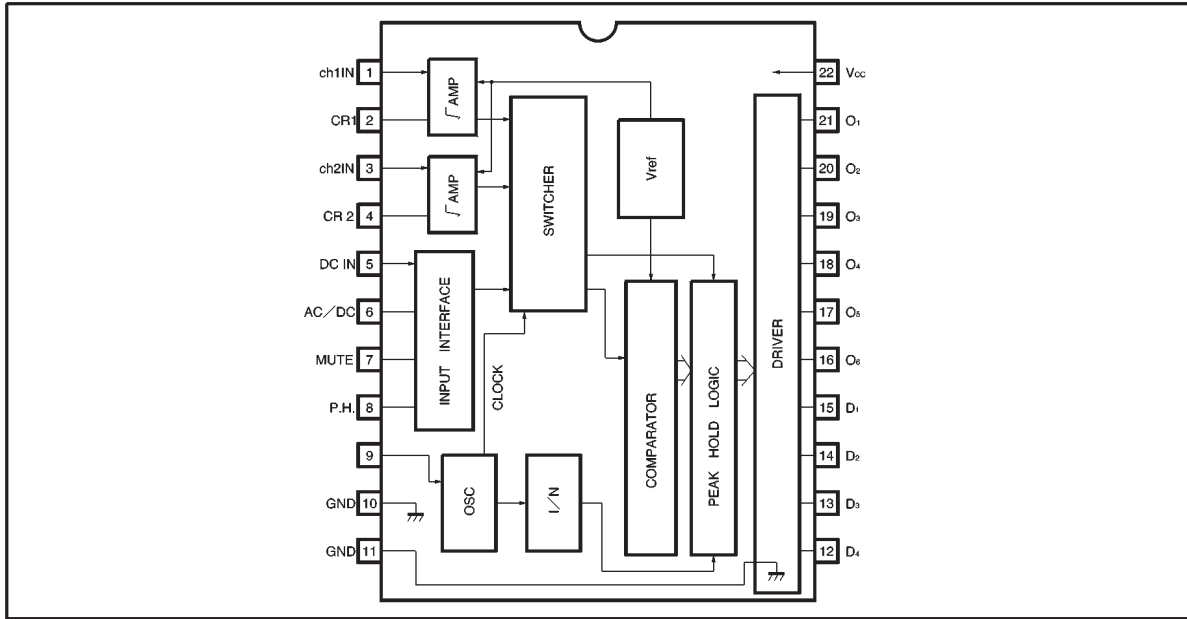 ch1IN 1
CR1 2
ch2IN 3
CR 2 4
DC IN 5
AC/DC 6
MUTE 7
P.H. 8
9
GND 10
GND 11
√AMP
√AMP
INPUT INTERFACE
SWITCHER
CLOCK
OSC
I/N
Vref
COMPARATOR
PEAK HOLD LOGIC
DRIVER
22 Vcc
21 O1
20 O2
19 O3
18 O4
17 O5
16 O6
15 D1
14 D2
13 D3
12 D4